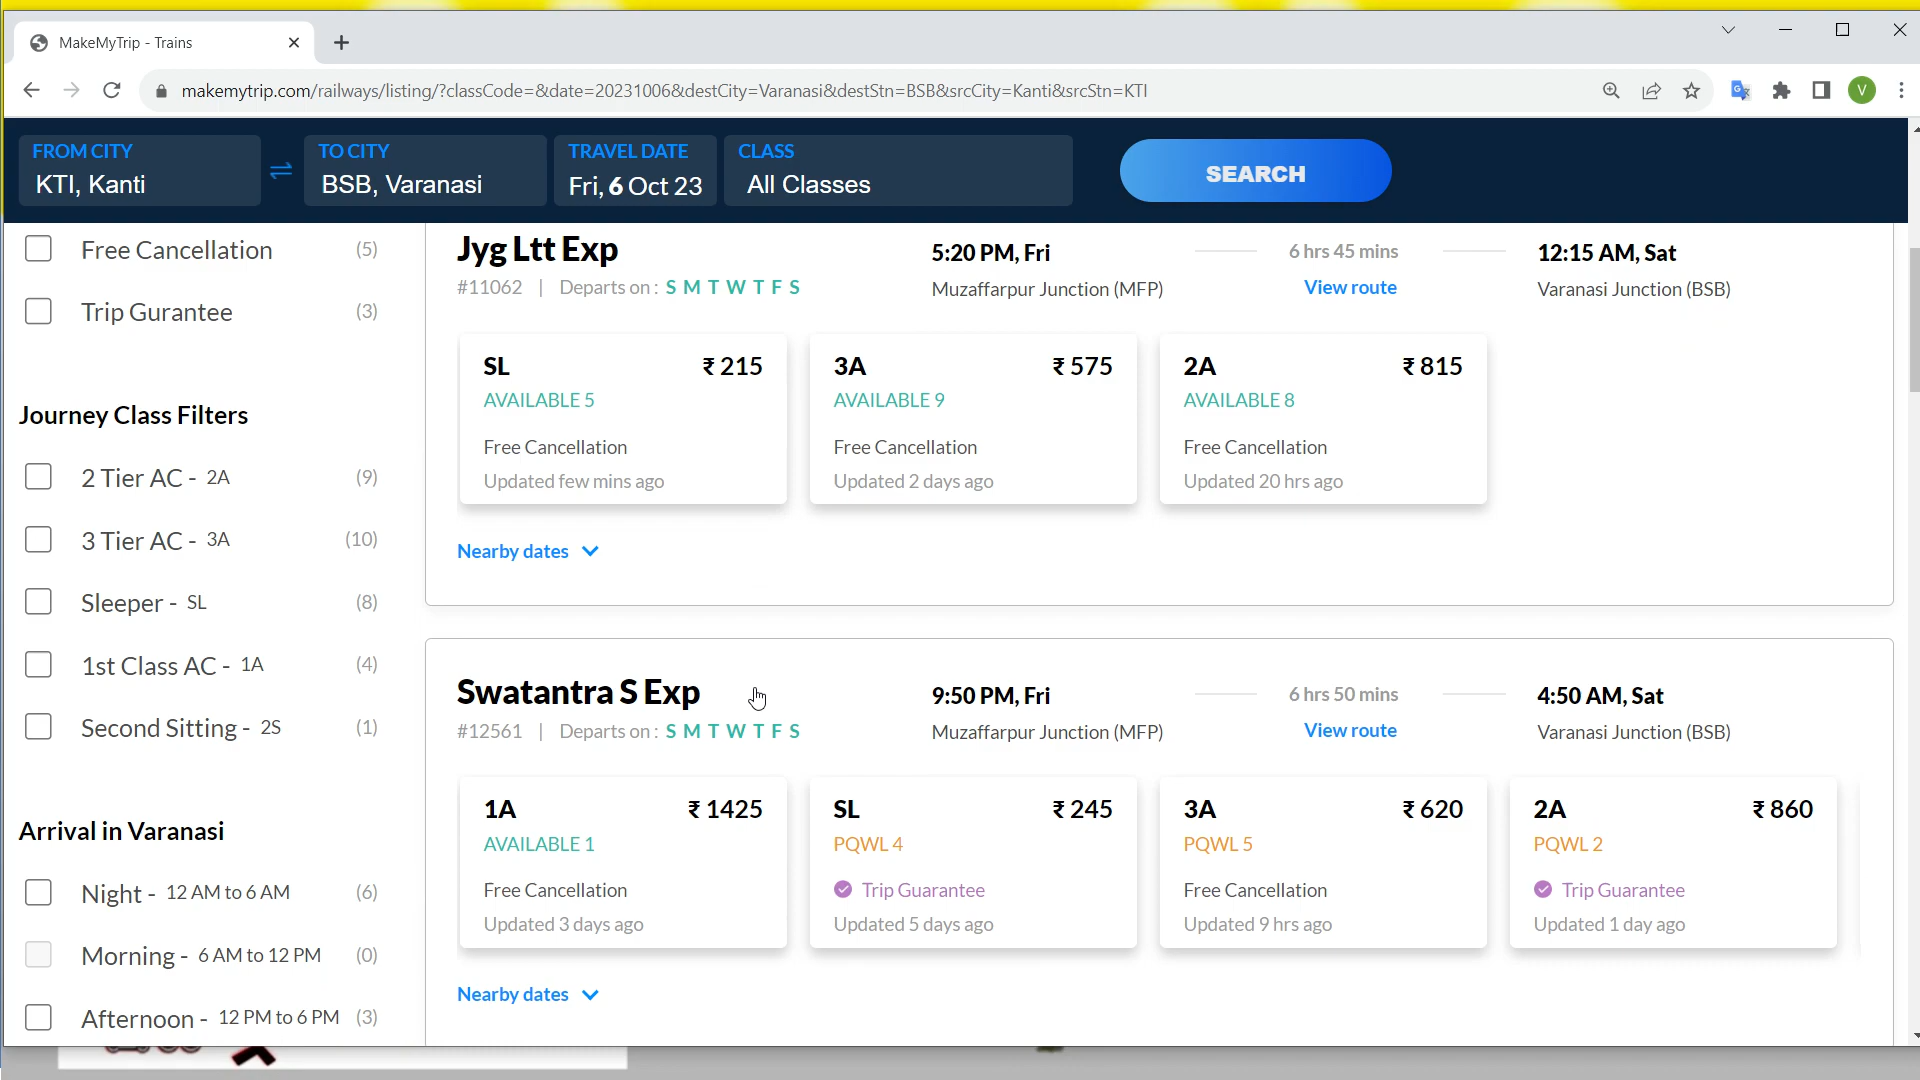 MakeMyTrip - Trains
makemytrip.com/railways/listing/?classCode=&date=20231006&destCity=Varanasi&destStn=BSB&srcCity=Kanti&srcStn=KTI
V
FROM CITY
KTI, Kanti
TO CITY
BSB, Varanasi
TRAVEL DATE
Fri, 6 Oct 23
CLASS
All Classes
SEARCH
Free Cancellation (5)
Trip Gurantee (3)
Journey Class Filters
2 Tier AC - 2A (9)
3 Tier AC - 3A (10)
Sleeper - SL (8)
1st Class AC - 1A (4)
Second Sitting - 2S (1)
Arrival in Varanasi
Night - 12 AM to 6 AM (6)
Morning - 6 AM to 12 PM (0)
Afternoon - 12 PM to 6 PM (3)
Jyg Ltt Exp
#11062 | Departs on : S M T W T F S
5:20 PM, Fri
Muzaffarpur Junction (MFP)
6 hrs 45 mins
View route
12:15 AM, Sat
Varanasi Junction (BSB)
SL ₹ 215
AVAILABLE 5
Free Cancellation
Updated few mins ago
3A ₹ 575
AVAILABLE 9
Free Cancellation
Updated 2 days ago
2A ₹ 815
AVAILABLE 8
Free Cancellation
Updated 20 hrs ago
Nearby dates
Swatantra S Exp
#12561 | Departs on : S M T W T F S
9:50 PM, Fri
Muzaffarpur Junction (MFP)
6 hrs 50 mins
View route
4:50 AM, Sat
Varanasi Junction (BSB)
1A ₹ 1425
AVAILABLE 1
Free Cancellation
Updated 3 days ago
SL ₹ 245
PQWL 4
Trip Guarantee
Updated 5 days ago
3A ₹ 620
PQWL 5
Free Cancellation
Updated 9 hrs ago
2A ₹ 860
PQWL 2
Trip Guarantee
Updated 1 day ago
Nearby dates